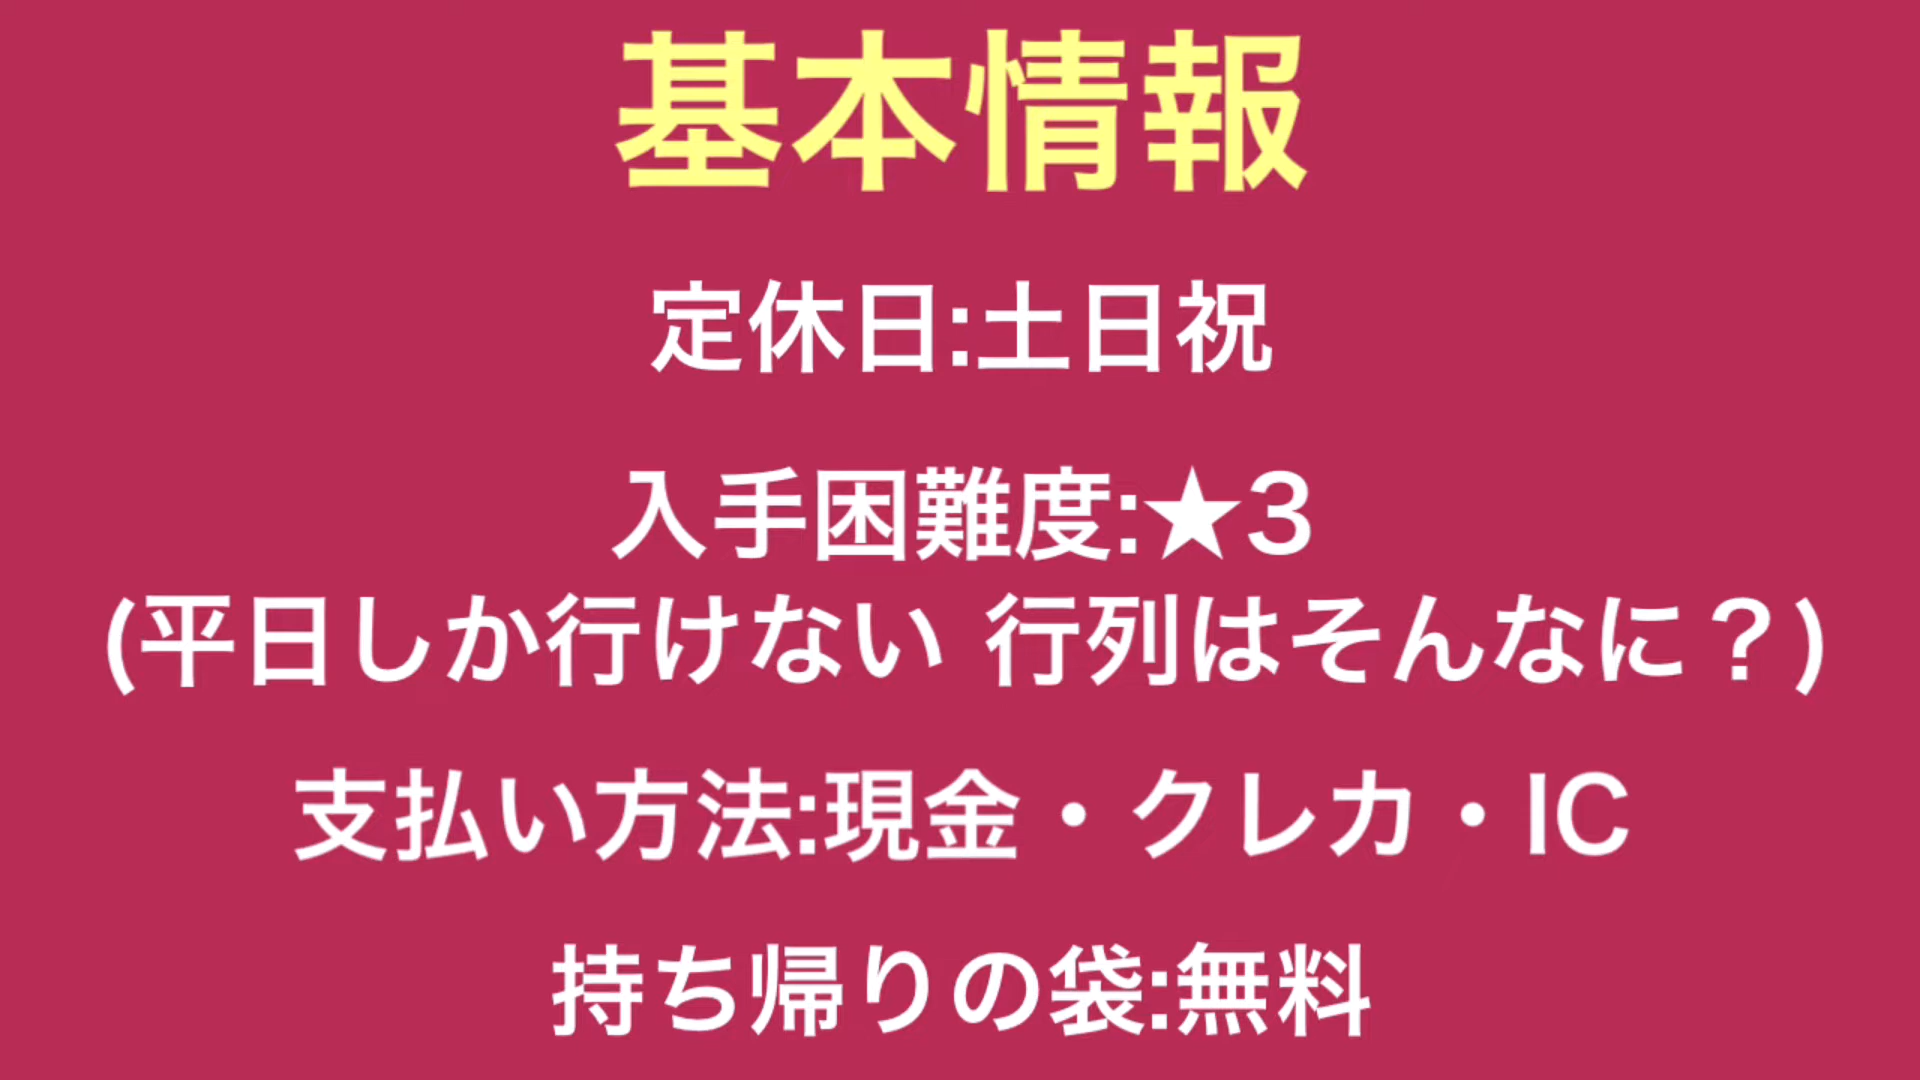 基本情報
定休日:土日祝
入手困難度:★3
(平日しか行けない 行列はそんなに？)
支払い方法:現金・クレカ・IC
持ち帰りの袋:無料